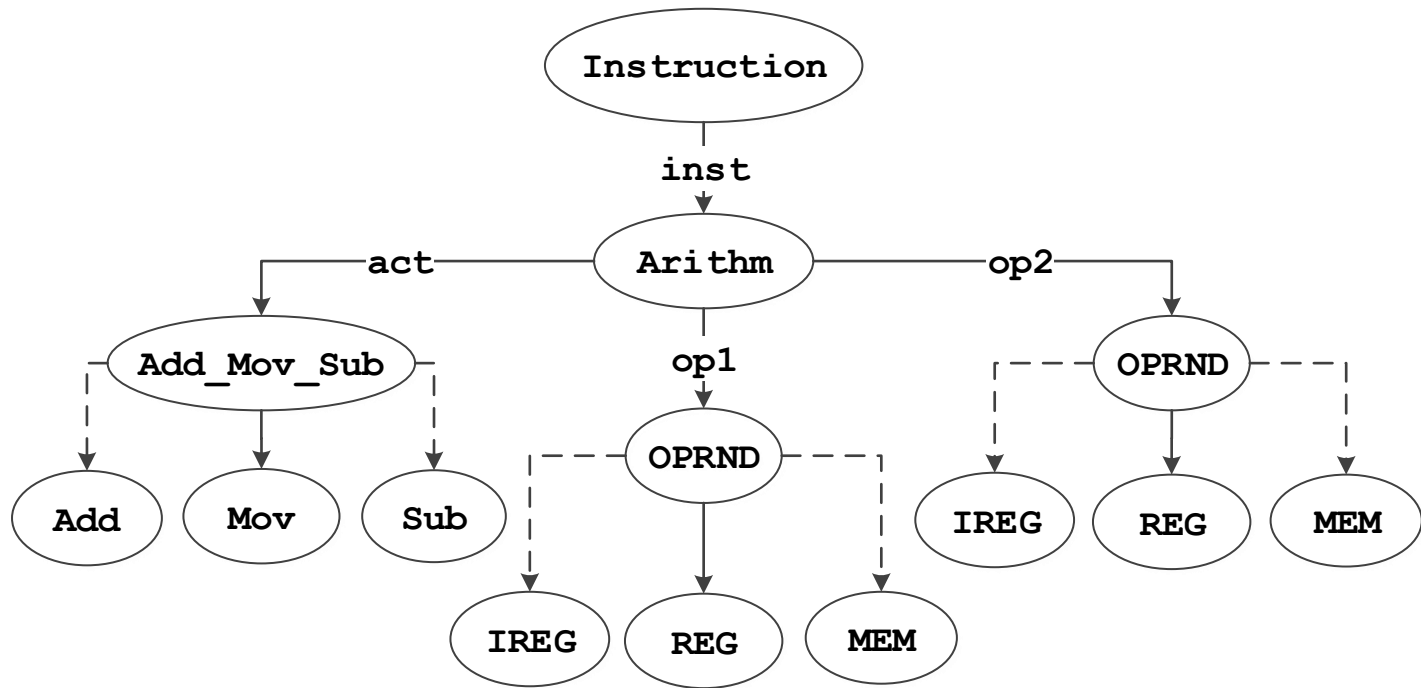 Instruction
inst
act
Arithm
op2
Add_Mov_Sub
op1
OPRND
OPRND
Add
Mov
Sub
IREG
REG
MEM
IREG
REG
MEM